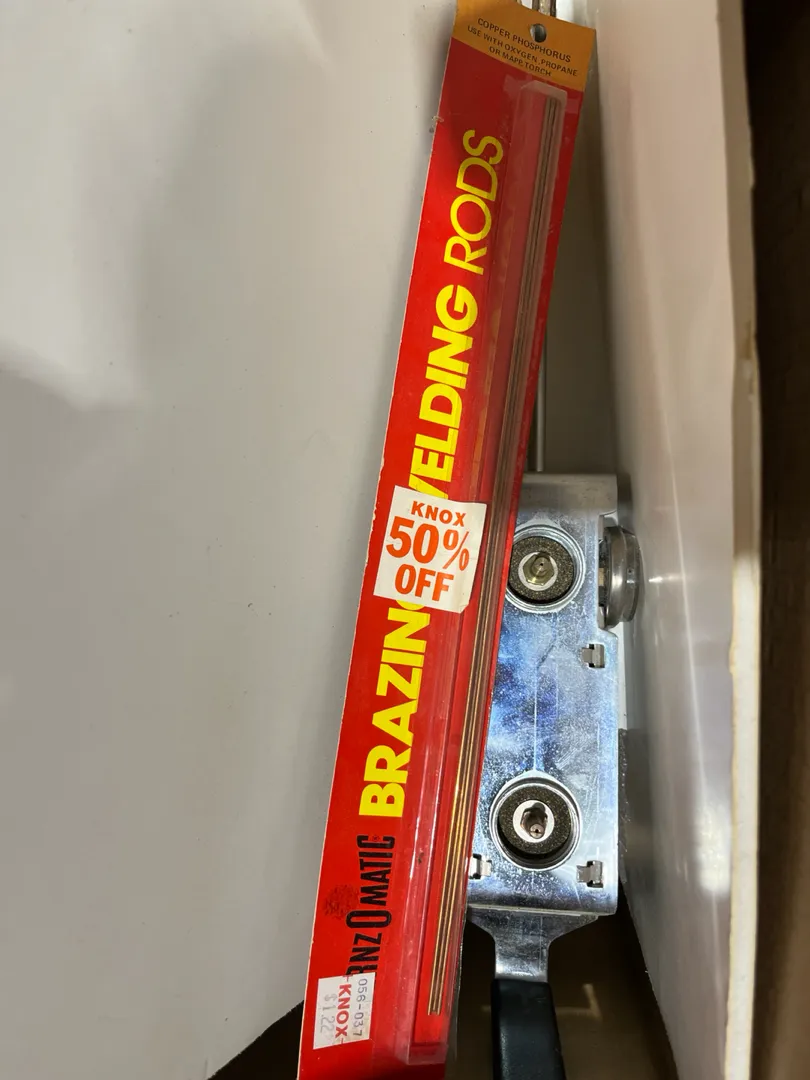 COPPER PHOSPHORUS
USE WITH OXYGEN, PROPANE
OR MAPP TORCH
BRAZING WELDING RODS
KNOX
50%
OFF
BERNZOMATIC
056-037
KNOX
$1.22